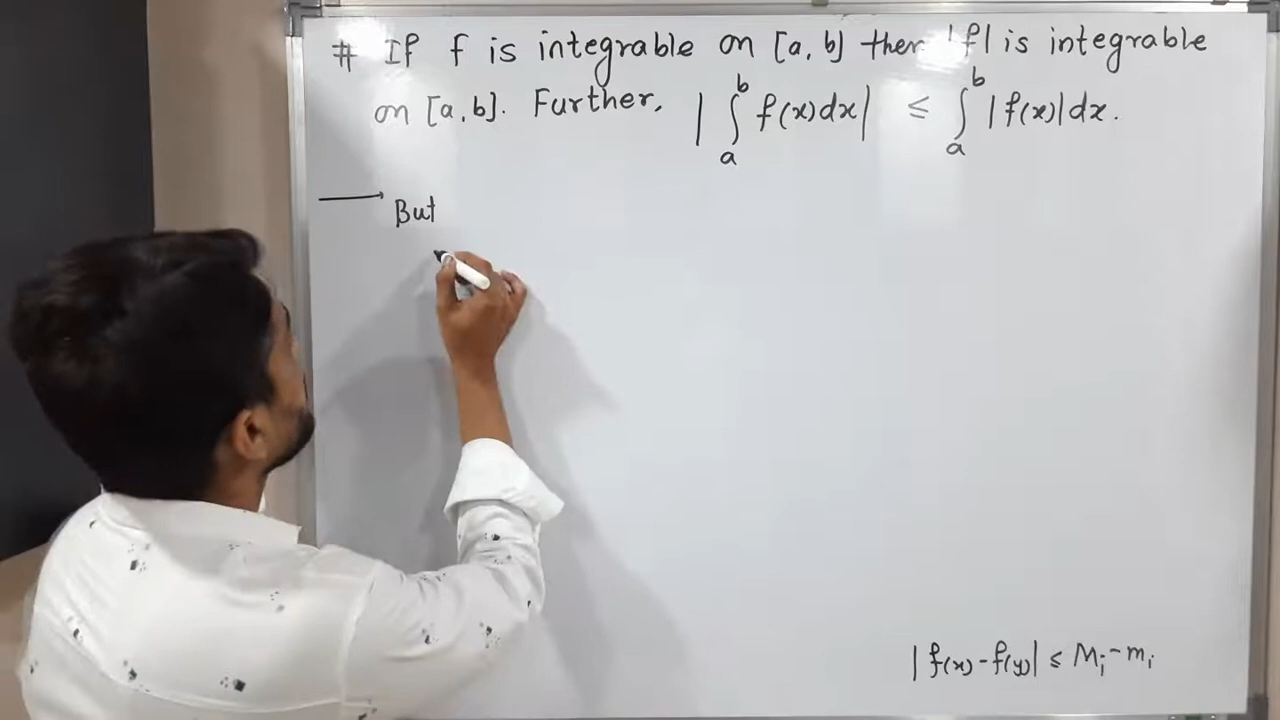 # If f is integrable on [a, b] then |f| is integrable
on [a, b]. Further, | ∫_a^b f(x)dx | ≤ ∫_a^b |f(x)|dx.
→ But
|f(x) - f(y)| ≤ M_i - m_i